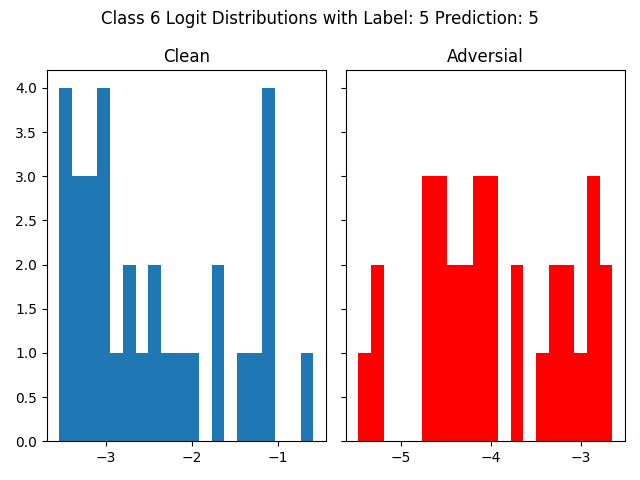 Class 6 Logit Distributions with Label: 5 Prediction: 5
Clean
Adversial
4.0
3.5
3.0
2.5
2.0
1.5
1.0
0.5
0.0
−3 −2 −1
−5 −4 −3